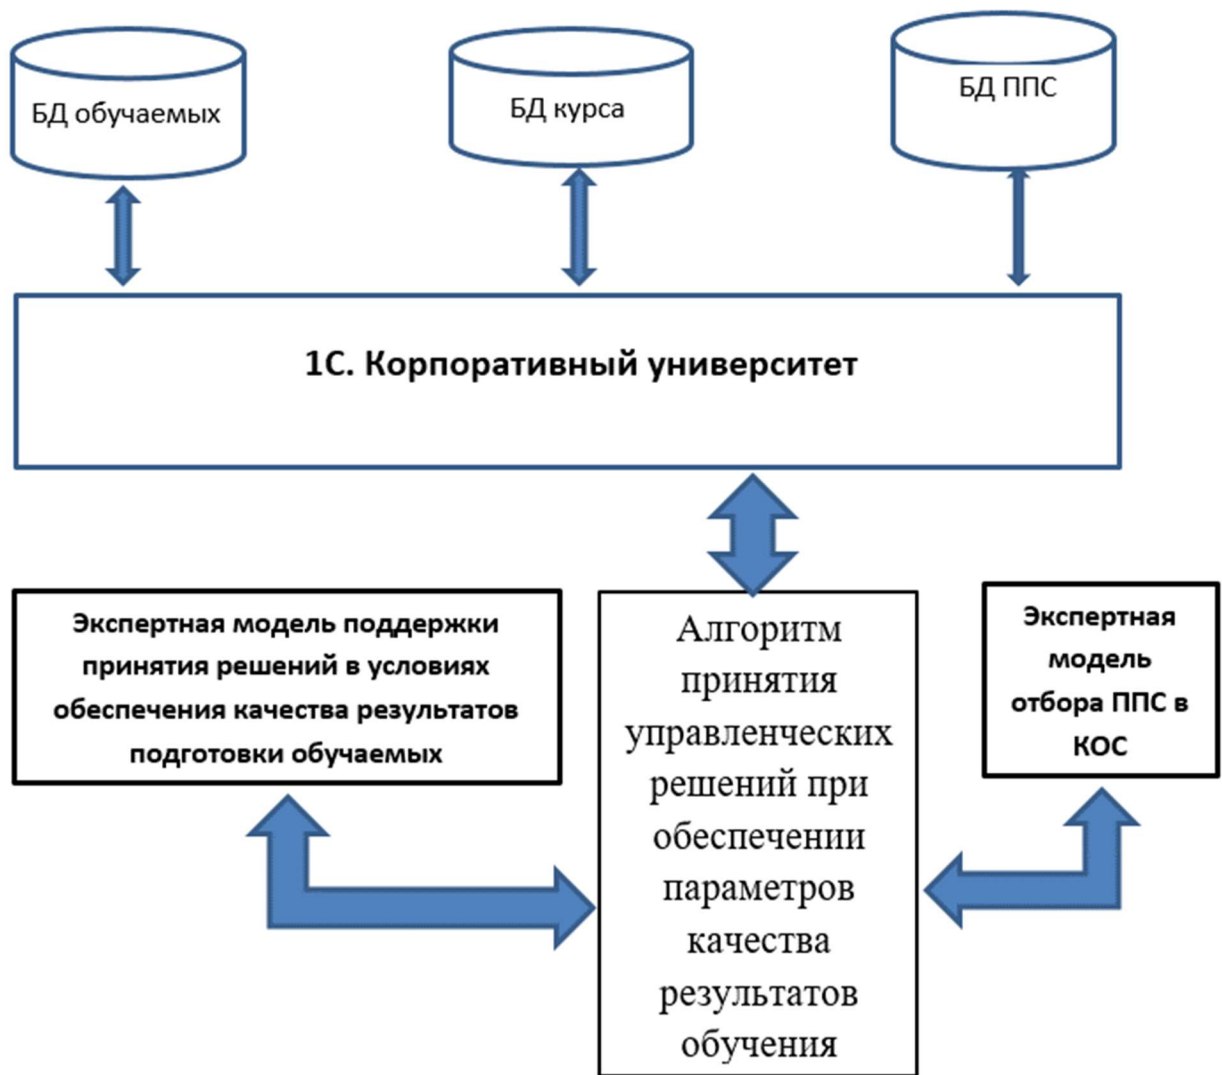 БД обучаемых
БД курса
БД ППС
1С. Корпоративный университет
Экспертная модель поддержки
принятия решений в условиях
обеспечения качества результатов
подготовки обучаемых
Алгоритм
принятия
управленческих
решений при
обеспечении
параметров
качества
результатов
обучения
Экспертная
модель
отбора ППС в
КОС